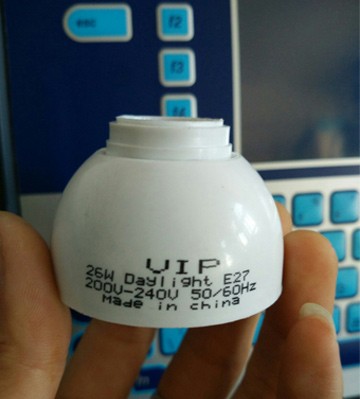 esc
f2
f3
f4
VIP
26W Daylight E27
200V-240V 50/60Hz
Made in china